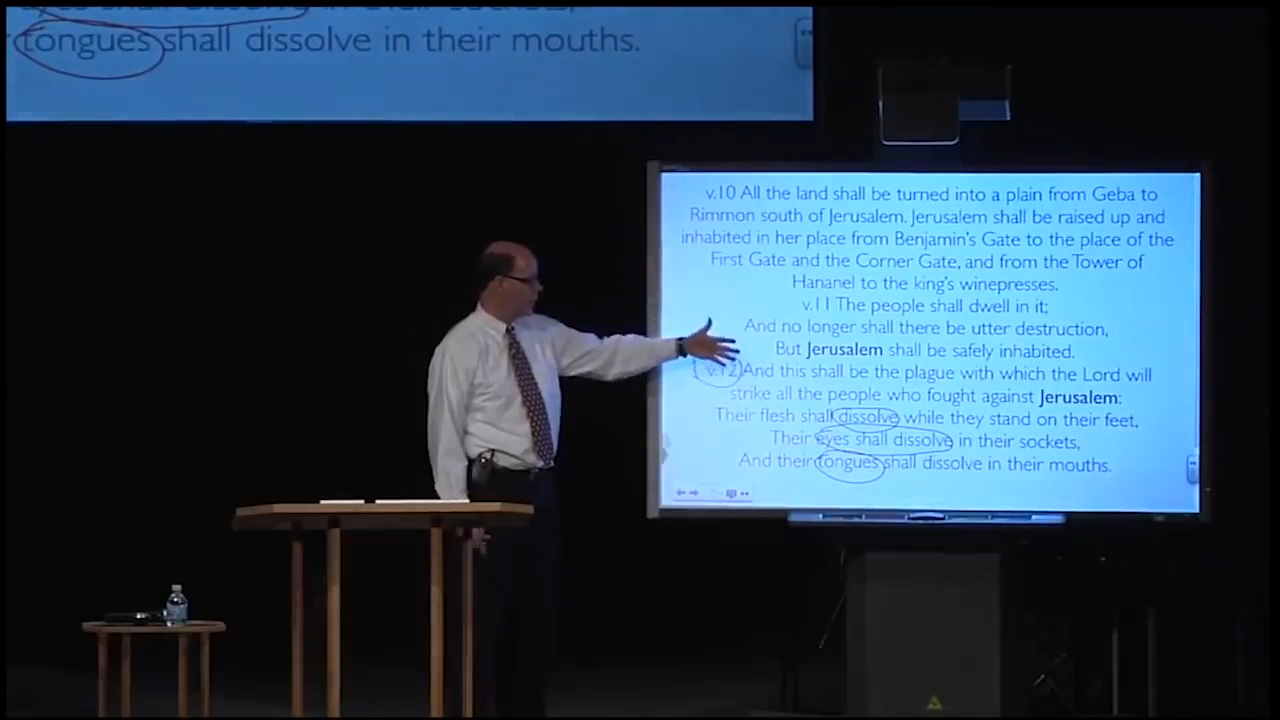 eyes shall dissolve in their sockets,
tongues shall dissolve in their mouths.
v.10 All the land shall be turned into a plain from Geba to
Rimmon south of Jerusalem. Jerusalem shall be raised up and
inhabited in her place from Benjamin's Gate to the place of the
First Gate and the Corner Gate, and from the Tower of
Hananel to the king's winepresses.
v.11 The people shall dwell in it;
And no longer shall there be utter destruction,
But Jerusalem shall be safely inhabited.
v.12 And this shall be the plague with which the Lord will
strike all the people who fought against Jerusalem:
Their flesh shall dissolve while they stand on their feet,
Their eyes shall dissolve in their sockets,
And their tongues shall dissolve in their mouths.